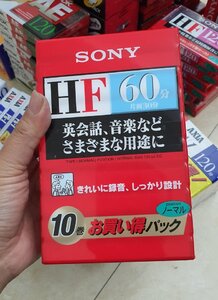 SONY
HF 60分
片面30分
英会話、音楽など
さまざまな用途に
きれいに録音、しっかり設計
ノーマル
10巻 お買い得パック
AXIA
120